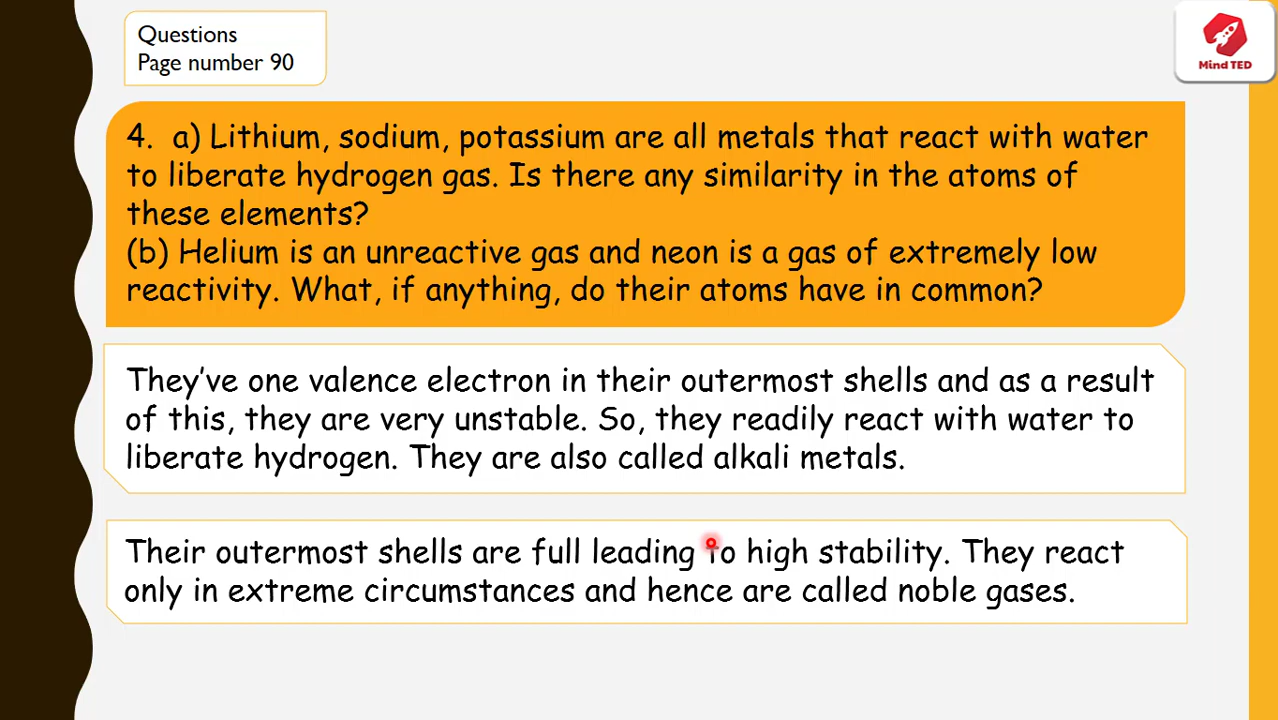 Questions
Page number 90
Mind TED
4. a) Lithium, sodium, potassium are all metals that react with water
to liberate hydrogen gas. Is there any similarity in the atoms of
these elements?
(b) Helium is an unreactive gas and neon is a gas of extremely low
reactivity. What, if anything, do their atoms have in common?
They've one valence electron in their outermost shells and as a result
of this, they are very unstable. So, they readily react with water to
liberate hydrogen. They are also called alkali metals.
Their outermost shells are full leading to high stability. They react
only in extreme circumstances and hence are called noble gases.